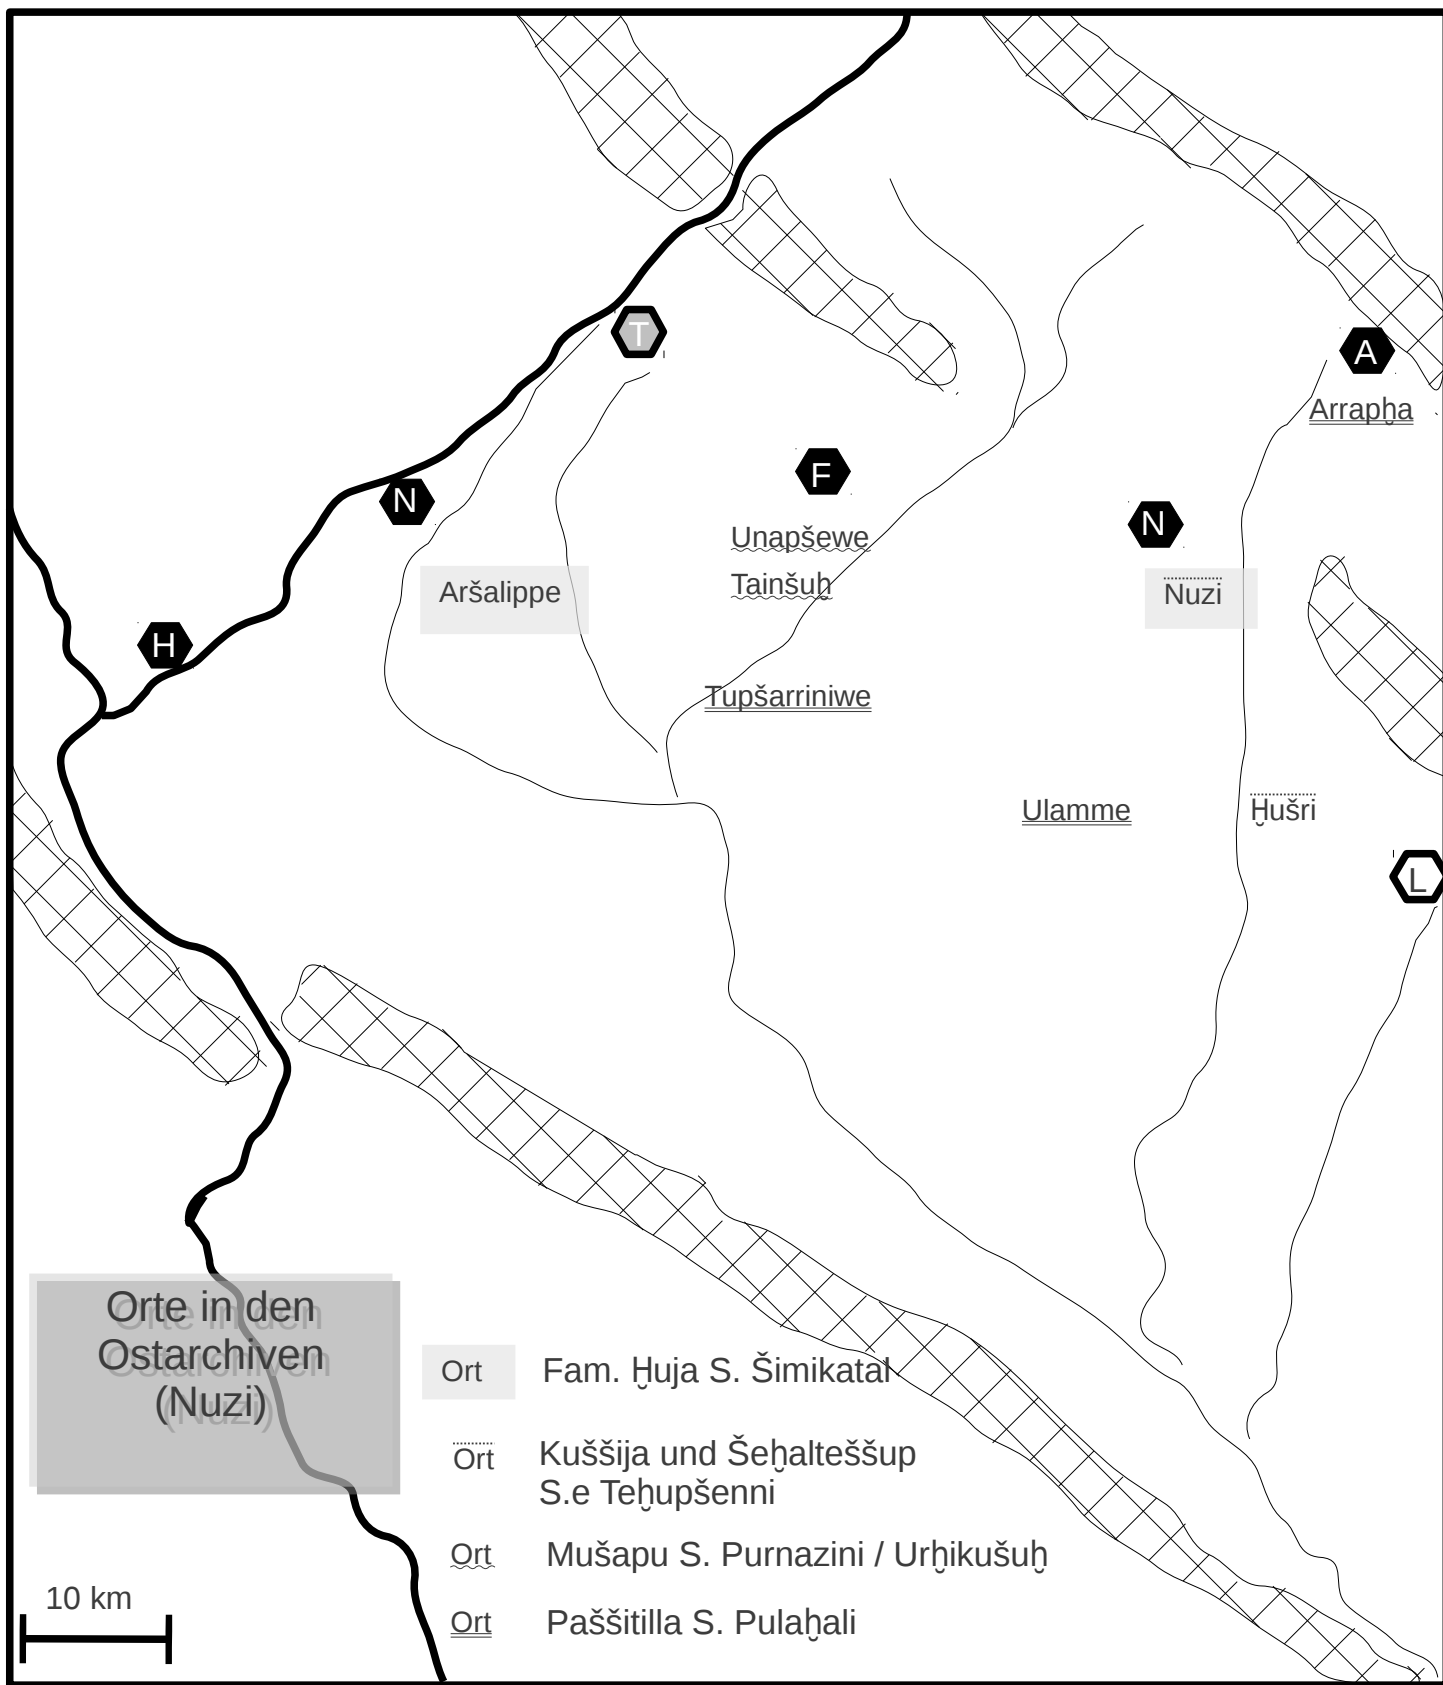 T
A
Arrapḫa
F
N
N
Unapšewe
Tainšuḫ
Aršalippe
Nuzi
H
Tupšarriniwe
Ulamme
Ḫušri
L
Orte in den
Ostarchiven
(Nuzi)
Ort Fam. Ḫuja S. Šimikatal
Ort Kuššija und Šeḫalteššup
S.e Teḫupšenni
Ort Mušapu S. Purnazini / Urḫikušuḫ
Ort Paššitilla S. Pulaḫali
10 km